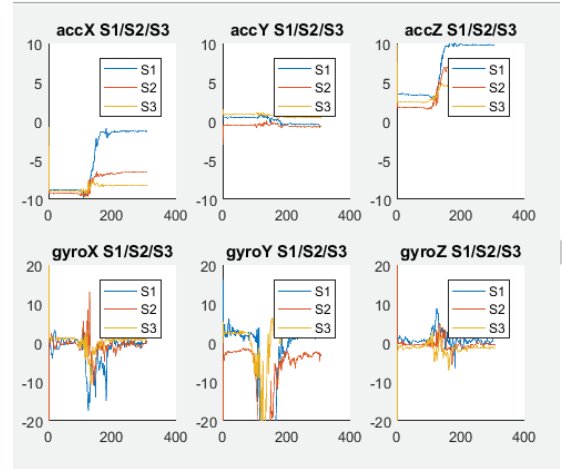 accX S1/S2/S3 accY S1/S2/S3 accZ S1/S2/S3
10 10 10
S1 S1 S1
5 S2 5 S2 5 S2
S3 S3 S3
0 0 0
-5 -5 -5
-10 -10 -10
0 200 400 0 200 400 0 200 400
gyroX S1/S2/S3 gyroY S1/S2/S3 gyroZ S1/S2/S3
20 20 20
S1 S1 S1
10 S2 10 S2 10 S2
S3 S3 S3
0 0 0
-10 -10 -10
-20 -20 -20
0 200 400 0 200 400 0 200 400